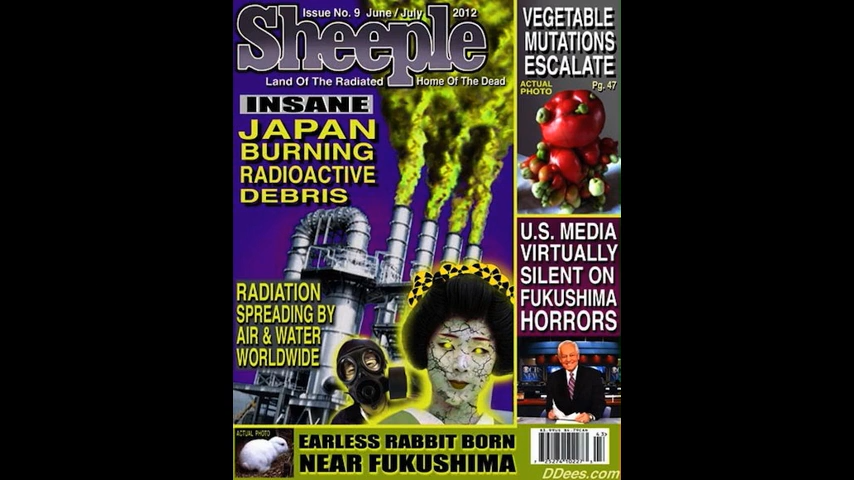 Issue No. 9 June / July 2012
Sheeple
Land Of The Radiated Home Of The Dead
INSANE
JAPAN
BURNING
RADIOACTIVE
DEBRIS
RADIATION
SPREADING BY
AIR & WATER
WORLDWIDE
VEGETABLE
MUTATIONS
ESCALATE
ACTUAL
PHOTO
Pg. 47
U.S. MEDIA
VIRTUALLY
SILENT ON
FUKUSHIMA
HORRORS
ACTUAL PHOTO
EARLESS RABBIT BORN
NEAR FUKUSHIMA
DDees.com